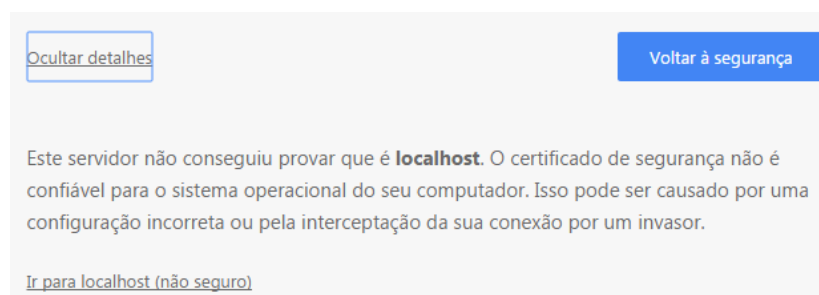 Ocultar detalhes
Voltar à segurança
Este servidor não conseguiu provar que é localhost. O certificado de segurança não é
confiável para o sistema operacional do seu computador. Isso pode ser causado por uma
configuração incorreta ou pela interceptação da sua conexão por um invasor.
Ir para localhost (não seguro)